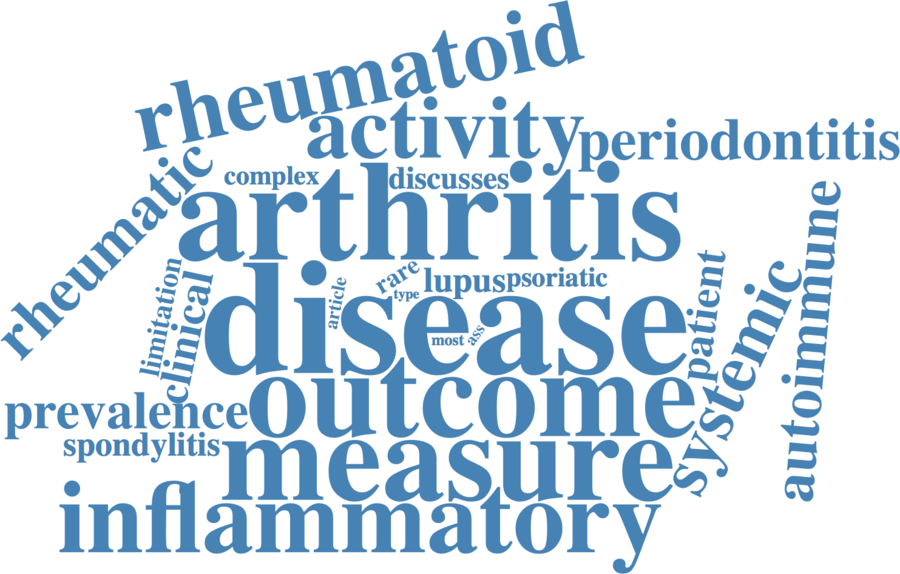 rheumatoid
activity
periodontitis
rheumatic
complex
discusses
arthritis
autoimmune
limitation
clinical
article
rare
type
lupus
psoriatic
disease
most
ass
patient
systemic
outcome
prevalence
spondylitis
measure
inflammatory